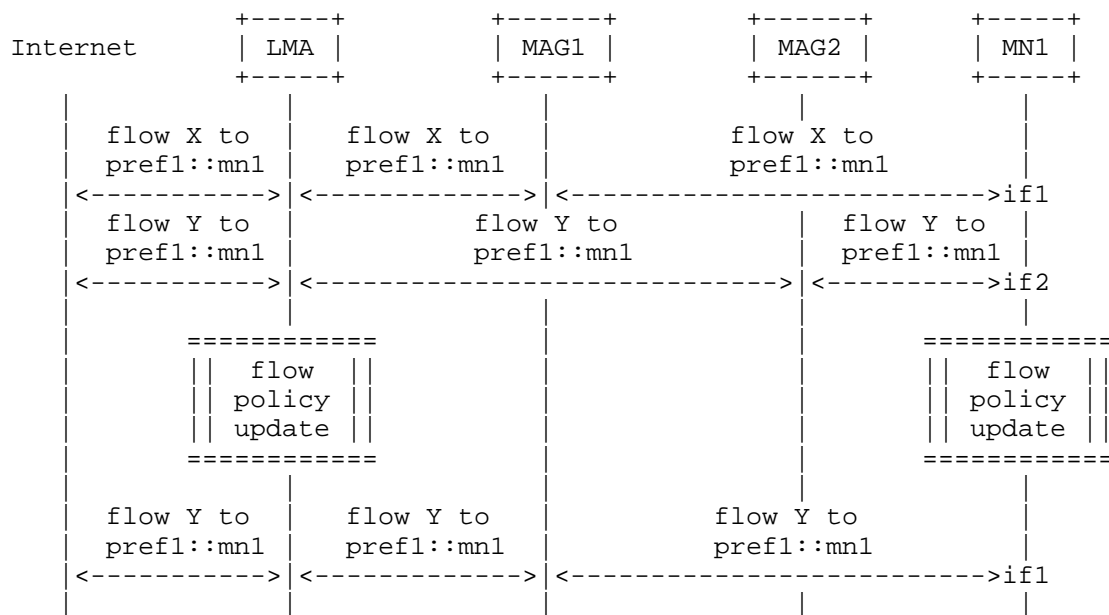 Internet | LMA | | MAG1 | | MAG2 | | MN1 |
flow X to flow X to flow X to
pref1::mn1 pref1::mn1 pref1::mn1
if1
flow Y to flow Y to flow Y to
pref1::mn1 pref1::mn1 pref1::mn1
if2
flow flow
policy policy
update update
flow Y to flow Y to flow Y to
pref1::mn1 pref1::mn1 pref1::mn1
if1